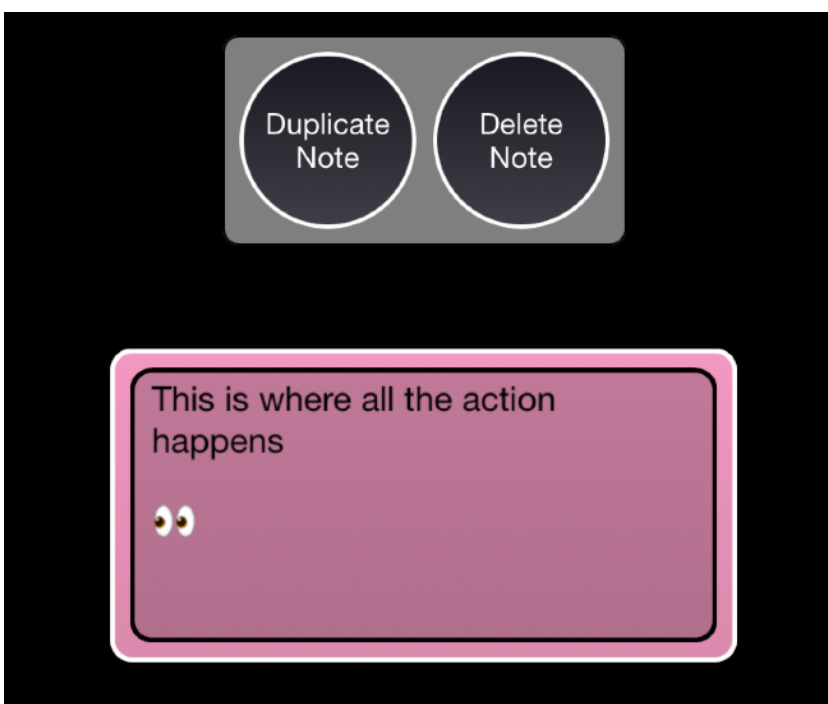 Duplicate
Note
Delete
Note
This is where all the action
happens
👀